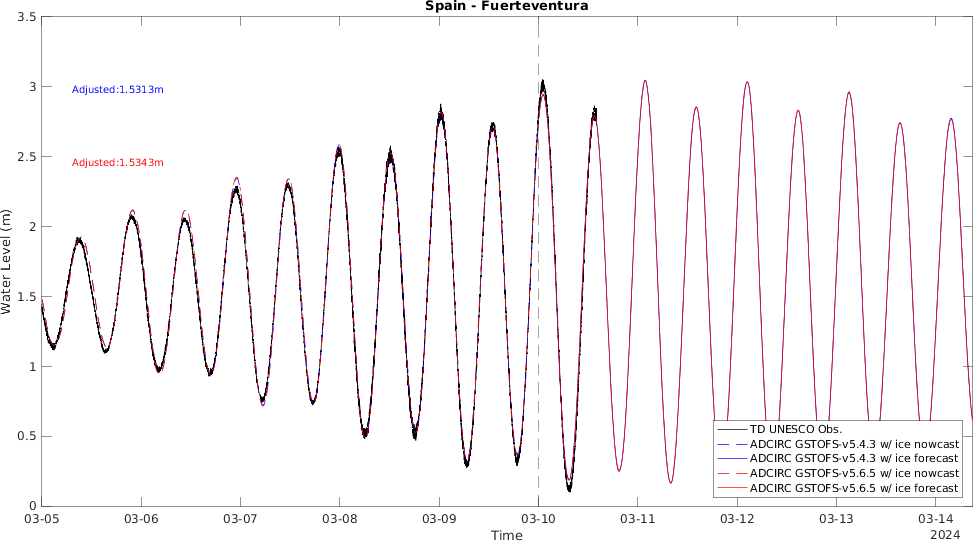 Spain - Fuerteventura
3.5
3
2.5
2
1.5
1
0.5
0
Water Level (m)
Adjusted:1.5313m
Adjusted:1.5343m
TD UNESCO Obs.
ADCIRC GSTOFS-v5.4.3 w/ ice nowcast
ADCIRC GSTOFS-v5.4.3 w/ ice forecast
ADCIRC GSTOFS-v5.6.5 w/ ice nowcast
ADCIRC GSTOFS-v5.6.5 w/ ice forecast
03-05 03-06 03-07 03-08 03-09 03-10 03-11 03-12 03-13 03-14
Time
2024